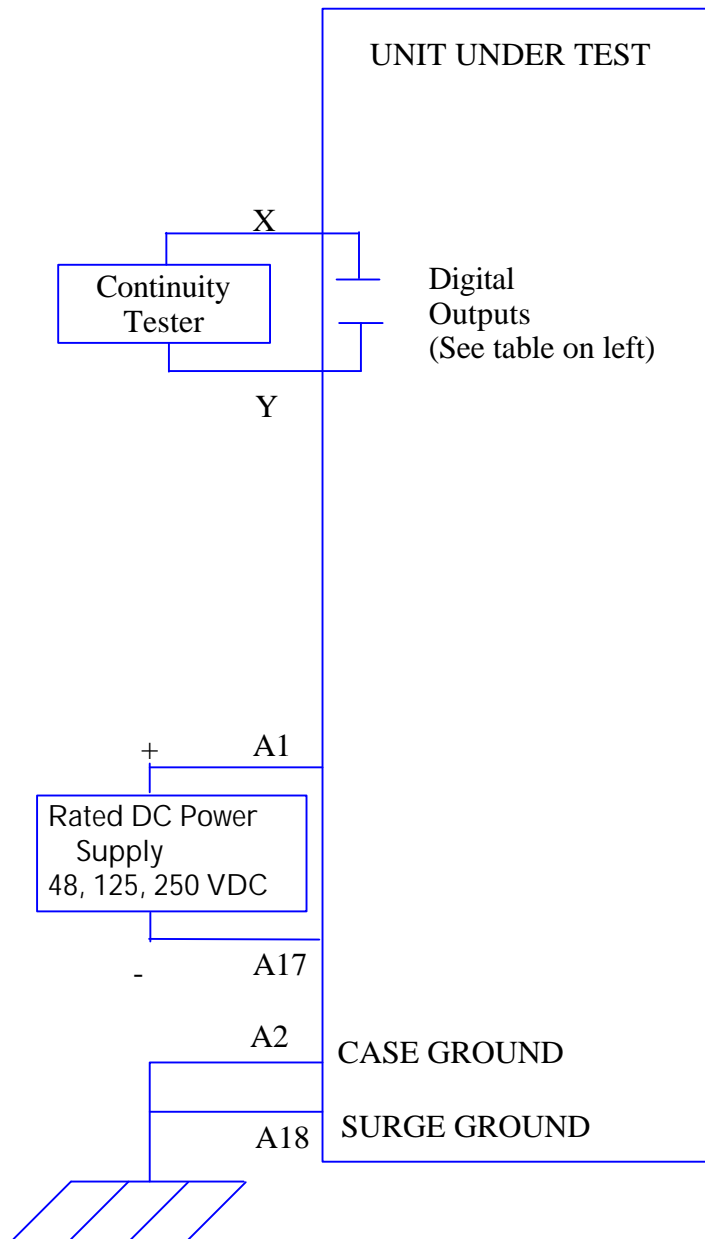 UNIT UNDER TEST
X
Continuity
Tester
Digital
Outputs
(See table on left)
Y
+
A1
Rated DC Power
Supply
48, 125, 250 VDC
-
A17
A2
CASE GROUND
A18
SURGE GROUND